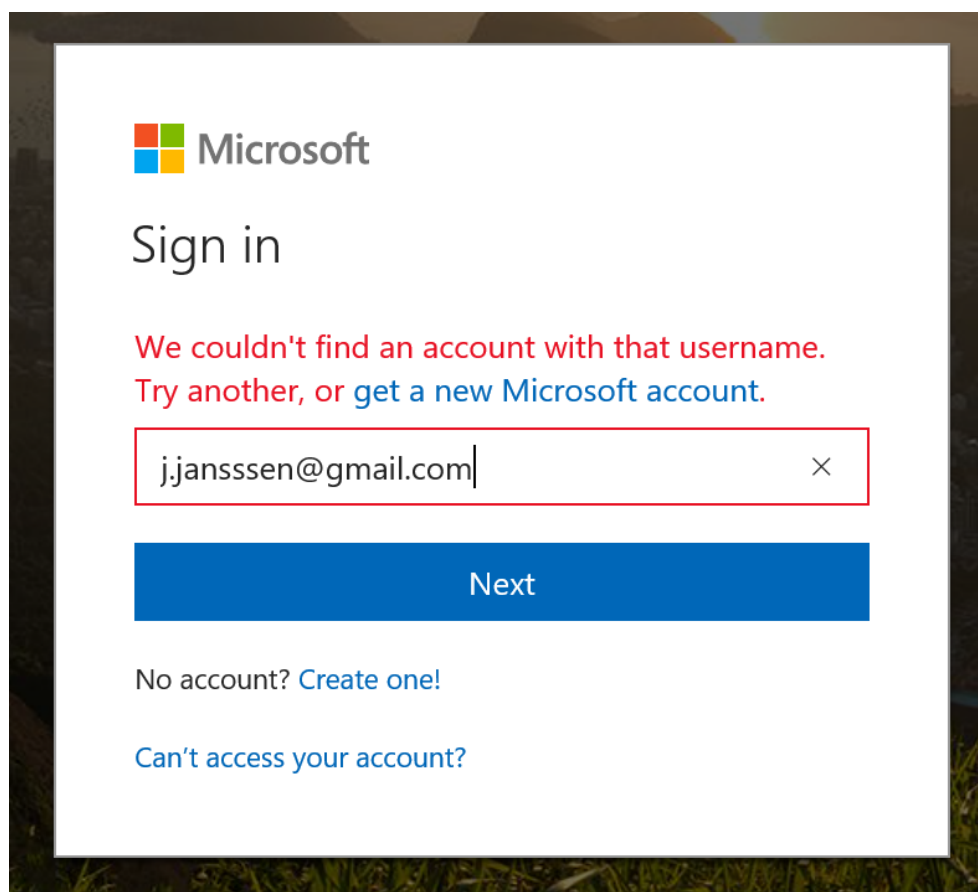 Microsoft
Sign in
We couldn't find an account with that username.
Try another, or get a new Microsoft account.
j.jansssen@gmail.com
Next
No account? Create one!
Can’t access your account?